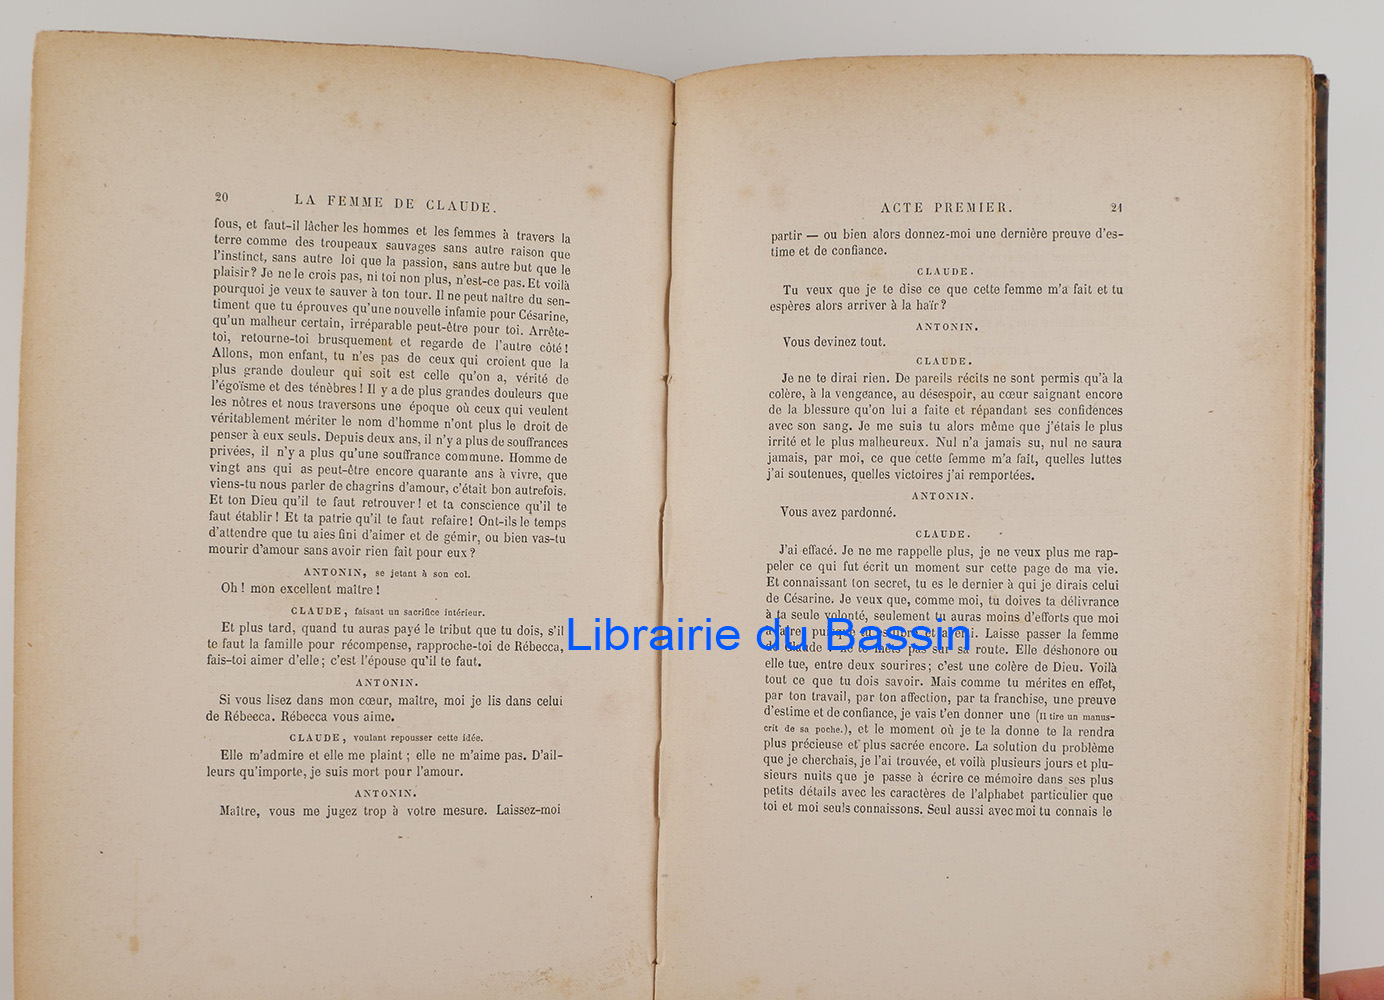 20 LA FEMME DE CLAUDE.
fous, et faut-il lâcher les hommes et les femmes à travers la
terre comme des troupeaux sauvages sans autre raison que
l'instinct, sans autre loi que la passion, sans autre but que le
plaisir? Je ne le crois pas, ni toi non plus, n'est-ce pas. Et voilà
pourquoi je veux te sauver à ton tour. Il ne peut naître du sen-
timent que tu éprouves qu'une nouvelle infamie pour Césarine,
qu'un malheur certain, irréparable peut-être pour toi. Arrête-
toi, retourne-toi brusquement et regarde de l'autre côté!
Allons, mon enfant, tu n'es pas de ceux qui croient que la
plus grande douleur qui soit est celle qu'on a, vérité de
l'égoïsme et des ténèbres! Il y a de plus grandes douleurs que
les nôtres et nous traversons une époque où ceux qui veulent
véritablement mériter le nom d'homme n'ont plus le droit de
penser à eux seuls. Depuis deux ans, il n'y a plus de souffrances
privées, il n'y a plus qu'une souffrance commune. Homme de
vingt ans qui as peut-être encore quarante ans à vivre, que
viens-tu nous parler de chagrins d'amour, c'était bon autrefois.
Et ton Dieu qu'il te faut retrouver! et ta conscience qu'il te
faut établir! Et ta patrie qu'il te faut refaire! Ont-ils le temps
d'attendre que tu aies fini d'aimer et de gémir, ou bien vas-tu
mourir d'amour sans avoir rien fait pour eux?
ANTONIN, se jetant à son col.
Oh! mon excellent maître!
CLAUDE, faisant un sacrifice intérieur.
Et plus tard, quand tu auras payé le tribut que tu dois, s'il
te faut la famille pour récompense, rapproche-toi de Rébecca,
fais-toi aimer d'elle; c'est l'épouse qu'il te faut.
ANTONIN.
Si vous lisez dans mon cœur, maître, moi je lis dans celui
de Rébecca. Rébecca vous aime.
CLAUDE, voulant repousser cette idée.
Elle m'admire et elle me plaint; elle ne m'aime pas. D'ail-
leurs qu'importe, je suis mort pour l'amour.
ANTONIN.
Maître, vous me jugez trop à votre mesure. Laissez-moi
ACTE PREMIER. 21
partir — ou bien alors donnez-moi une dernière preuve d'es-
time et de confiance.
CLAUDE.
Tu veux que je te dise ce que cette femme m'a fait et tu
espères alors arriver à la haïr?
ANTONIN.
Vous devinez tout.
CLAUDE.
Je ne te dirai rien. De pareils récits ne sont permis qu'à la
colère, à la vengeance, au désespoir, au cœur saignant encore
de la blessure qu'on lui a faite et répandant ses confidences
avec son sang. Je me suis tu alors même que j'étais le plus
irrité et le plus malheureux. Nul n'a jamais su, nul ne saura
jamais, par moi, ce que cette femme m'a fait, quelles luttes
j'ai soutenues, quelles victoires j'ai remportées.
ANTONIN.
Vous avez pardonné.
CLAUDE.
J'ai effacé. Je ne me rappelle plus, je ne veux plus me rap-
peler ce qui fut écrit un moment sur cette page de ma vie.
Et connaissant ton secret, tu es le dernier à qui je dirais celui
de Césarine. Je veux que, comme moi, tu doives ta délivrance
à ta seule volonté, seulement tu auras moins d'efforts que moi
à faire, puisque tu es libre et averti. Laisse passer la femme
de Claude: ne te mets pas sur sa route. Elle déshonore ou
elle tue, entre deux sourires; c'est une colère de Dieu. Voilà
tout ce que tu dois savoir. Mais comme tu mérites en effet,
par ton travail, par ton affection, par ta franchise, une preuve
d'estime et de confiance, je vais t'en donner une (Il tire un manus-
crit de sa poche.), et le moment où je te la donne te la rendra
plus précieuse et plus sacrée encore. La solution du problème
que je cherchais, je l'ai trouvée, et voilà plusieurs jours et plu-
sieurs nuits que je passe à écrire ce mémoire dans ses plus
petits détails avec les caractères de l'alphabet particulier que
toi et moi seuls connaissons. Seul aussi avec moi tu connais le
Librairie du Bassin